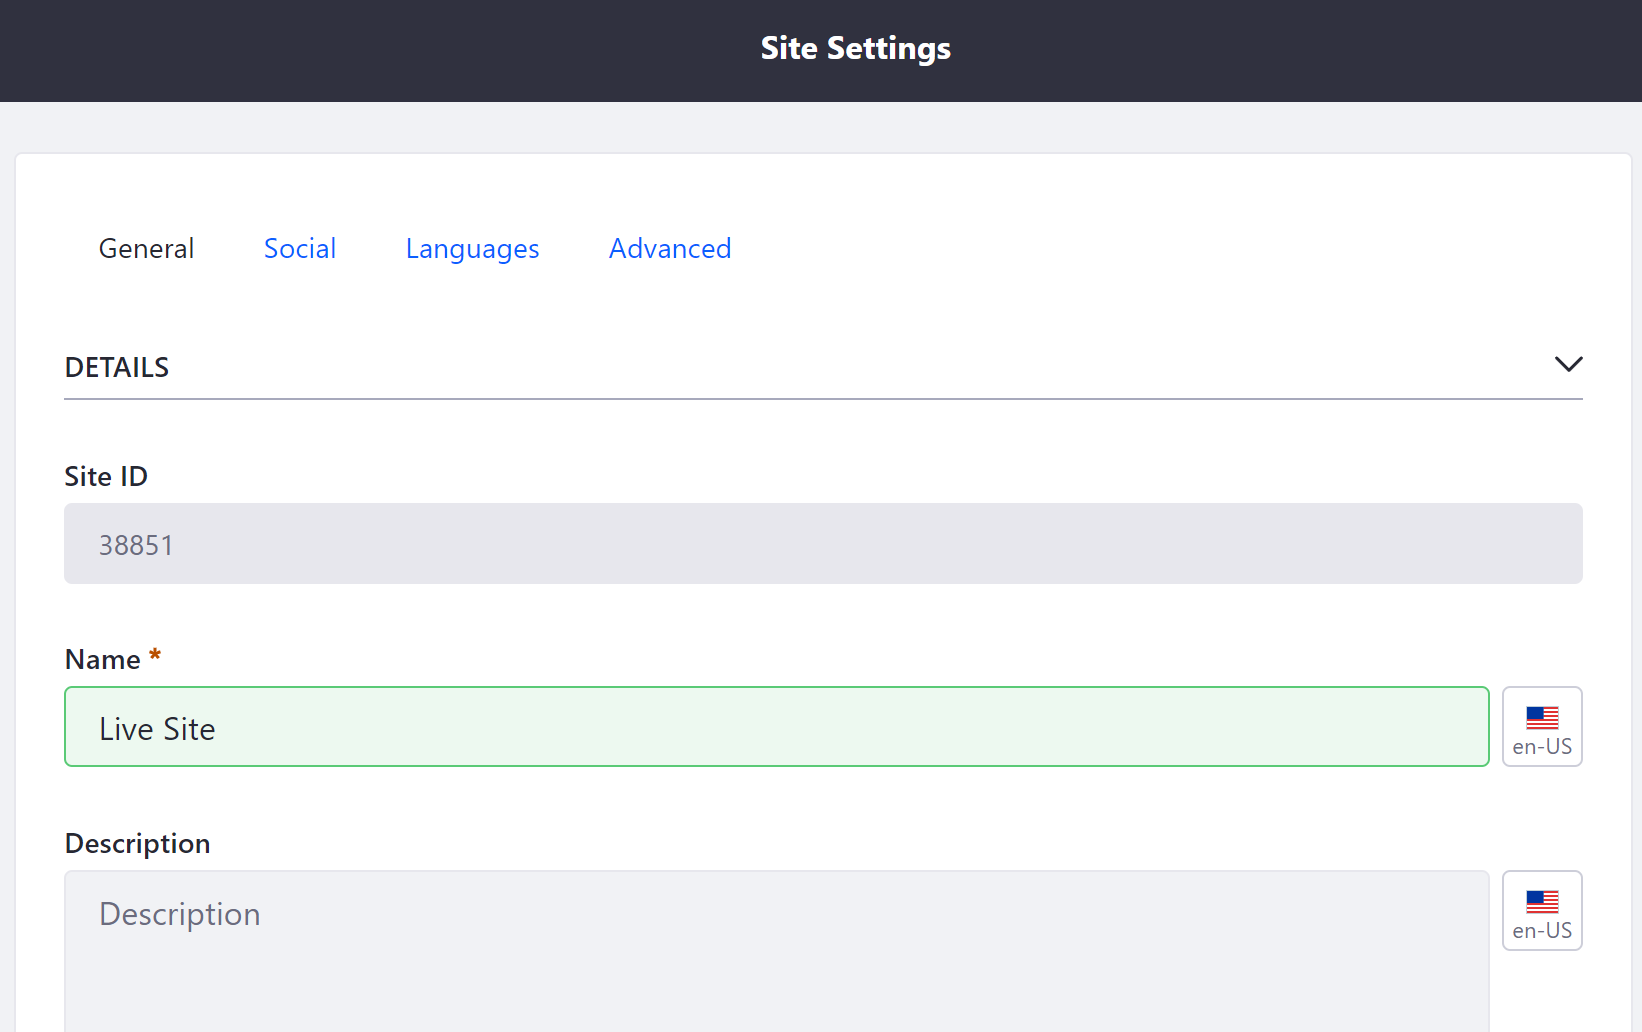 Site Settings
General Social Languages Advanced
DETAILS
Site ID
38851
Name *
Live Site
en-US
Description
Description
en-US